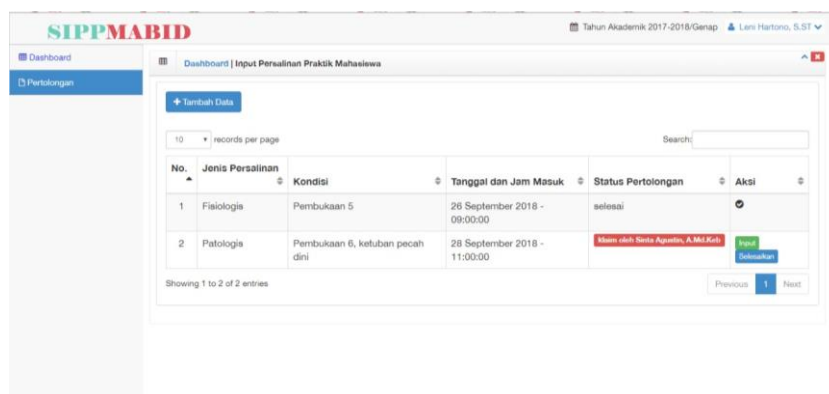 SIPPMABID
Tahun Akademik 2017-2018/Genap Leni Hartono, S.ST
Dashboard
Pertolongan
Dashboard | Input Persalinan Praktik Mahasiswa
+ Tambah Data
10 records per page
Search:
No. Jenis Persalinan Kondisi Tanggal dan Jam Masuk Status Pertolongan Aksi
1 Fisiologis Pembukaan 5 26 September 2018 - 09:00:00 selesai
2 Patologis Pembukaan 6, ketuban pecah dini 28 September 2018 - 11:00:00 klaim oleh Sinta Agustin, A.Md.Keb Input Selesaikan
Showing 1 to 2 of 2 entries
Previous 1 Next